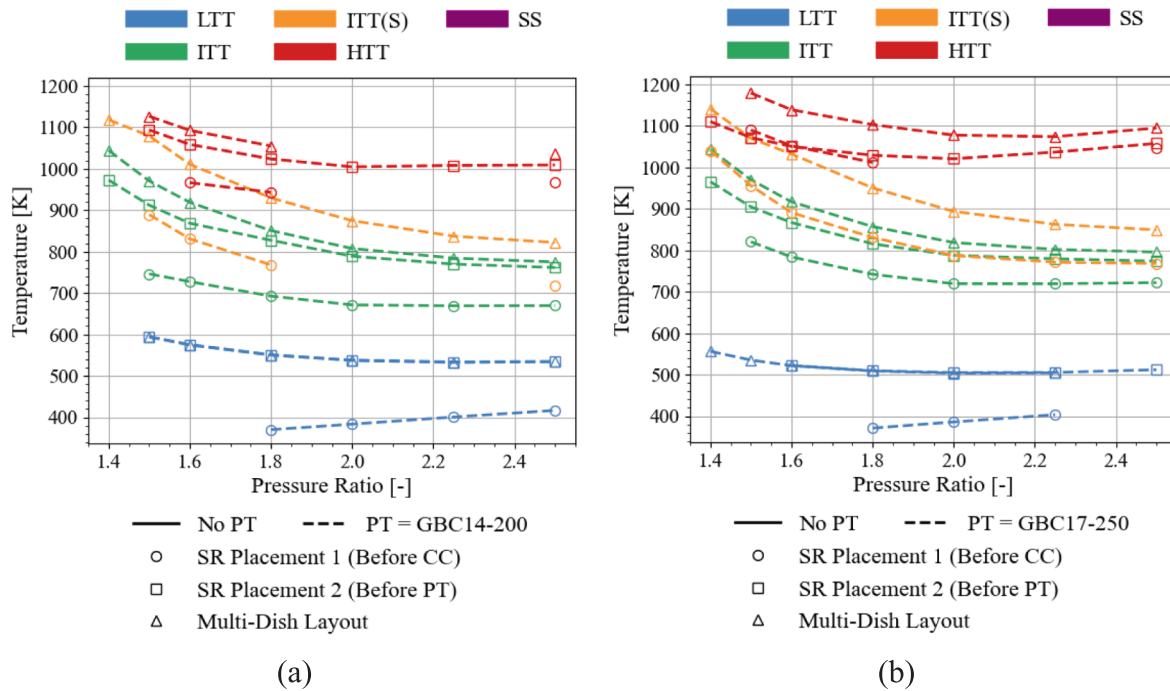 LTT ITT(S) SS
ITT HTT
1200
1100
1000
900
800
700
600
500
400
Temperature [K]
1.4 1.6 1.8 2.0 2.2 2.4
Pressure Ratio [-]
No PT PT = GBC14-200
SR Placement 1 (Before CC)
SR Placement 2 (Before PT)
Multi-Dish Layout
(a)
LTT ITT(S) SS
ITT HTT
1200
1100
1000
900
800
700
600
500
400
Temperature [K]
1.4 1.6 1.8 2.0 2.2 2.4
Pressure Ratio [-]
No PT PT = GBC17-250
SR Placement 1 (Before CC)
SR Placement 2 (Before PT)
Multi-Dish Layout
(b)